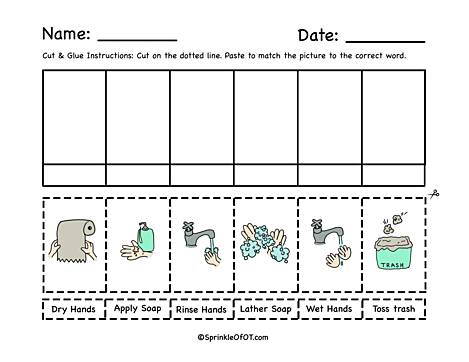 Name: ________ Date: ________
Cut & Glue Instructions: Cut on the dotted line. Paste to match the picture to the correct word.
TRASH
Dry Hands Apply Soap Rinse Hands Lather Soap Wet Hands Toss trash
©SprinkleOfOT.com